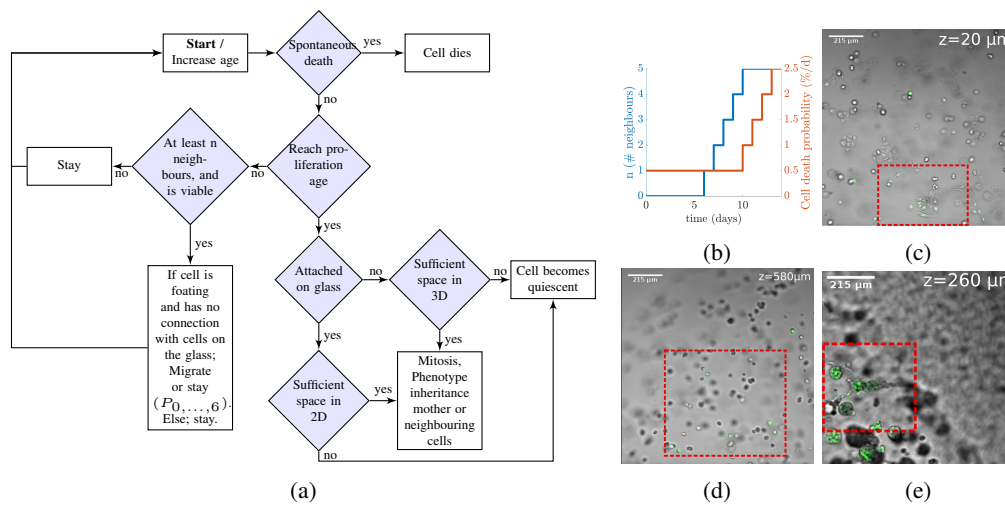 Start /
Increase age
Spontaneous
death
yes
Cell dies
no
Stay
no
At least n
neigh-
bours, and
is viable
no
Reach pro-
liferation
age
yes
yes
If cell is
foating
and has no
connection
with cells on
the glass;
Migrate
or stay
(P0,...,6).
Else; stay.
Attached
on glass
no
Sufficient
space in
3D
no
Cell becomes
quiescent
yes
yes
Sufficient
space in
2D
yes
Mitosis,
Phenotype
inheritance
mother or
neighbouring
cells
no
(a)
n (# neighbours)
5
4
3
2
1
0
Cell death probability (%/d)
2.5
2
1.5
1
0.5
0
0
5
10
time (days)
(b)
215 μm
z=20 μm
(c)
215 μm
z=580μm
(d)
215 μm
z=260 μm
(e)